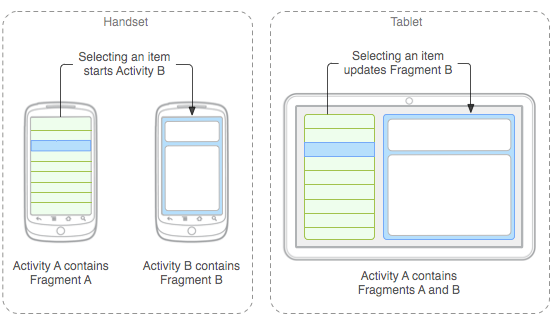 Handset
Selecting an item
starts Activity B
Activity A contains
Fragment A
Activity B contains
Fragment B
Tablet
Selecting an item
updates Fragment B
Activity A contains
Fragments A and B